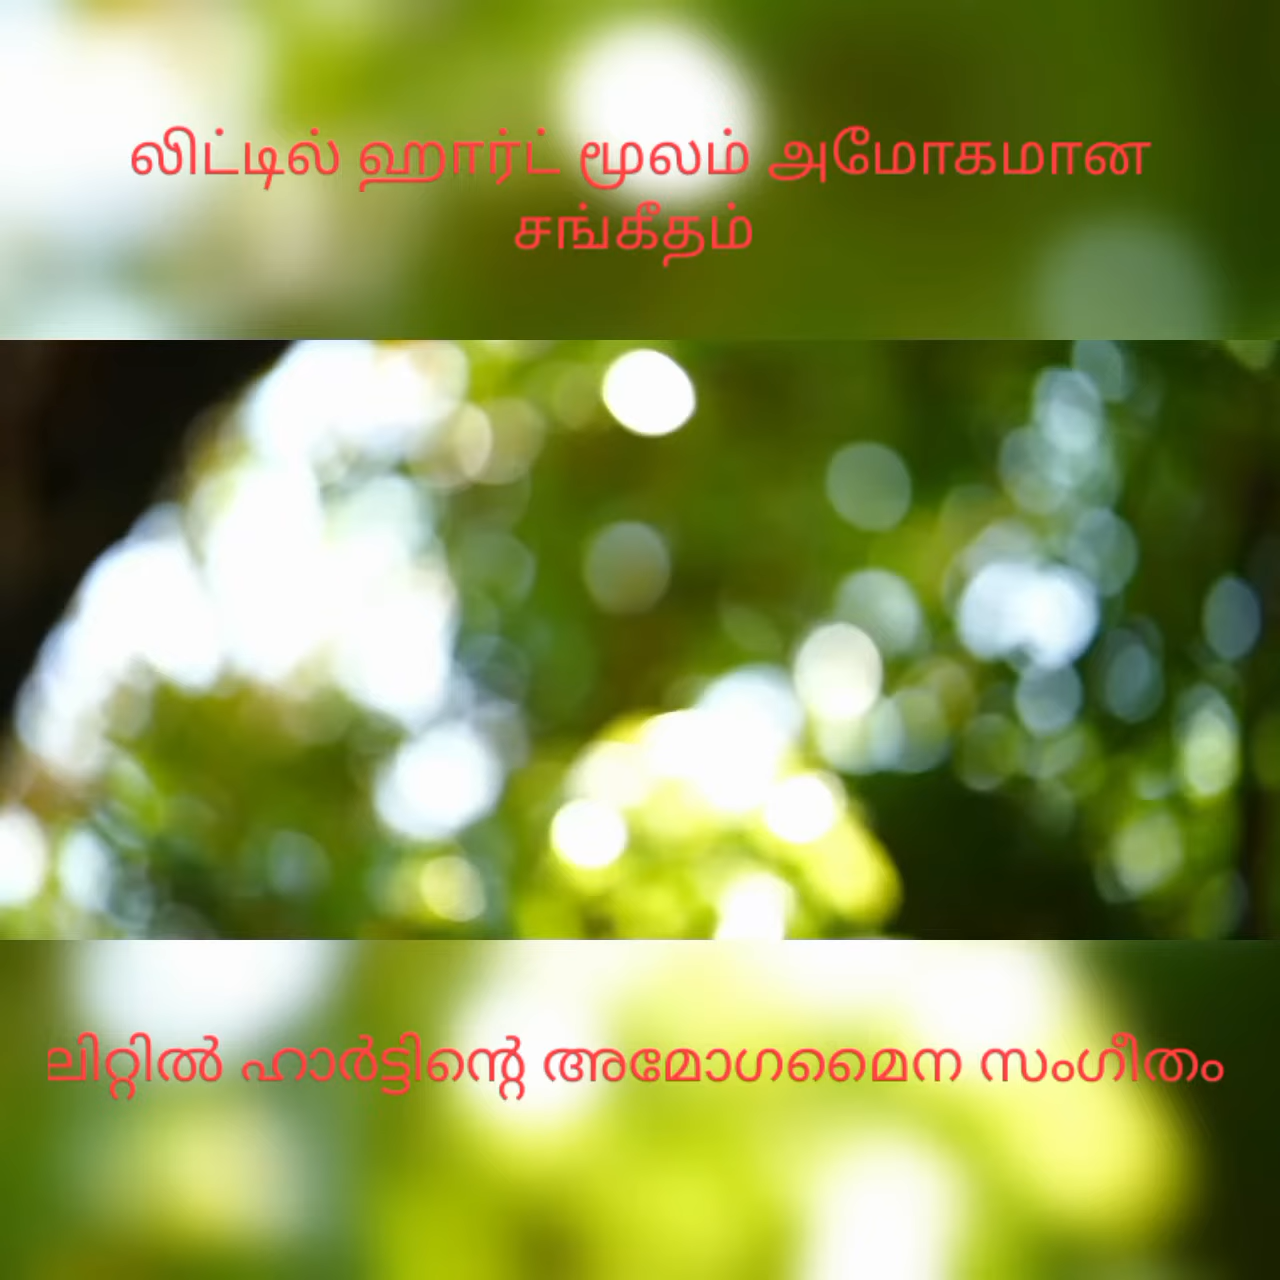 லிட்டில் ஹார்ட் மூலம் அமோகமான
சங்கீதம்
ലിറ്റിൽ ഹാർട്ടിന്റെ അമോഗമൈന സംഗീതം